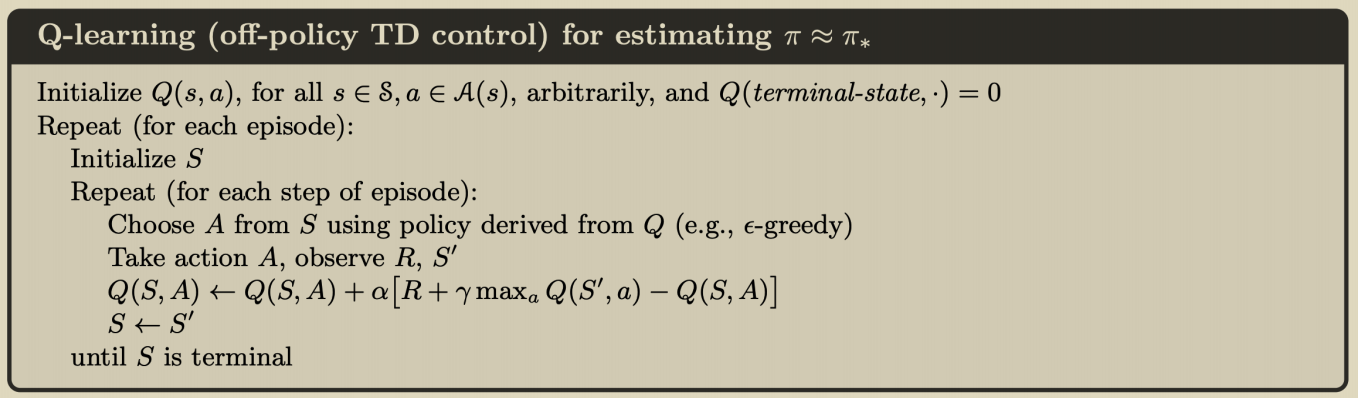 Q-learning (off-policy TD control) for estimating π ≈ π∗
Initialize Q(s, a), for all s ∈ 𝒮, a ∈ 𝒜(s), arbitrarily, and Q(terminal-state, ·) = 0
Repeat (for each episode):
Initialize S
Repeat (for each step of episode):
Choose A from S using policy derived from Q (e.g., ϵ-greedy)
Take action A, observe R, S′
Q(S, A) ← Q(S, A) + α[R + γ maxₐ Q(S′, a) − Q(S, A)]
S ← S′
until S is terminal